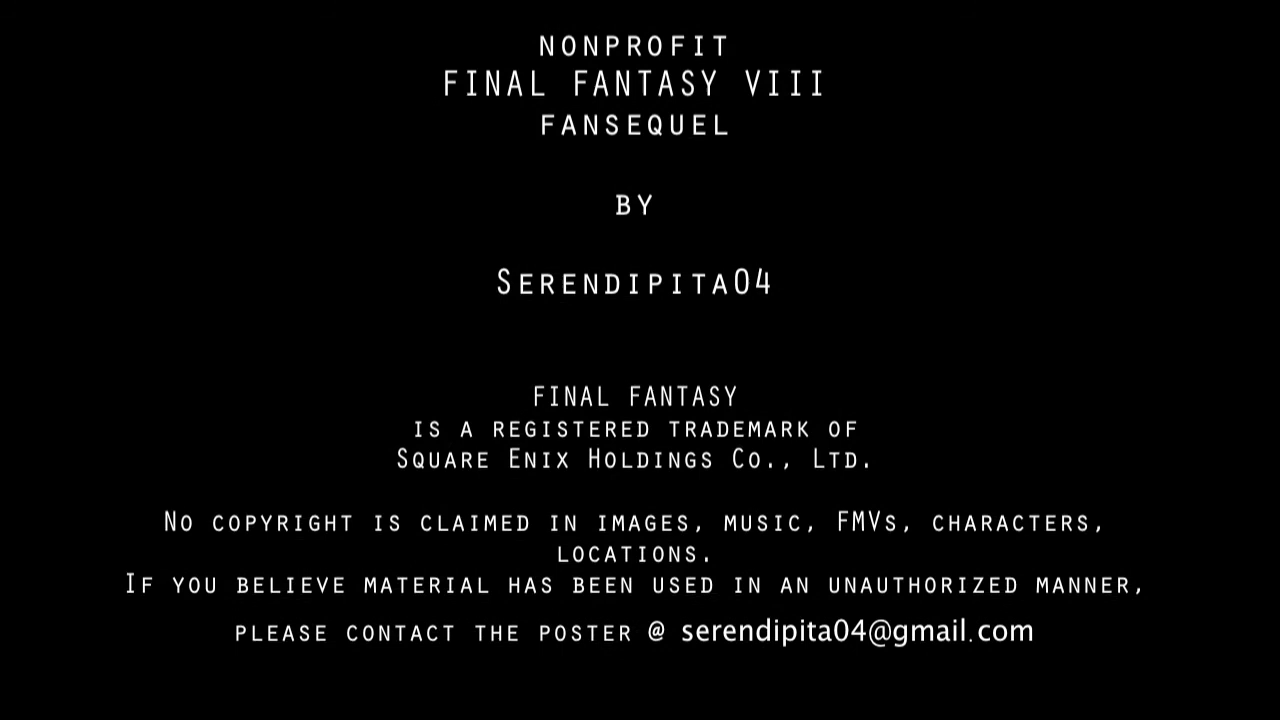 NONPROFIT
FINAL FANTASY VIII
FANSEQUEL
BY
SERENDIPITA04
FINAL FANTASY
IS A REGISTERED TRADEMARK OF
SQUARE ENIX HOLDINGS CO., LTD.
NO COPYRIGHT IS CLAIMED IN IMAGES, MUSIC, FMVS, CHARACTERS,
LOCATIONS.
IF YOU BELIEVE MATERIAL HAS BEEN USED IN AN UNAUTHORIZED MANNER,
PLEASE CONTACT THE POSTER @ serendipita04@gmail.com